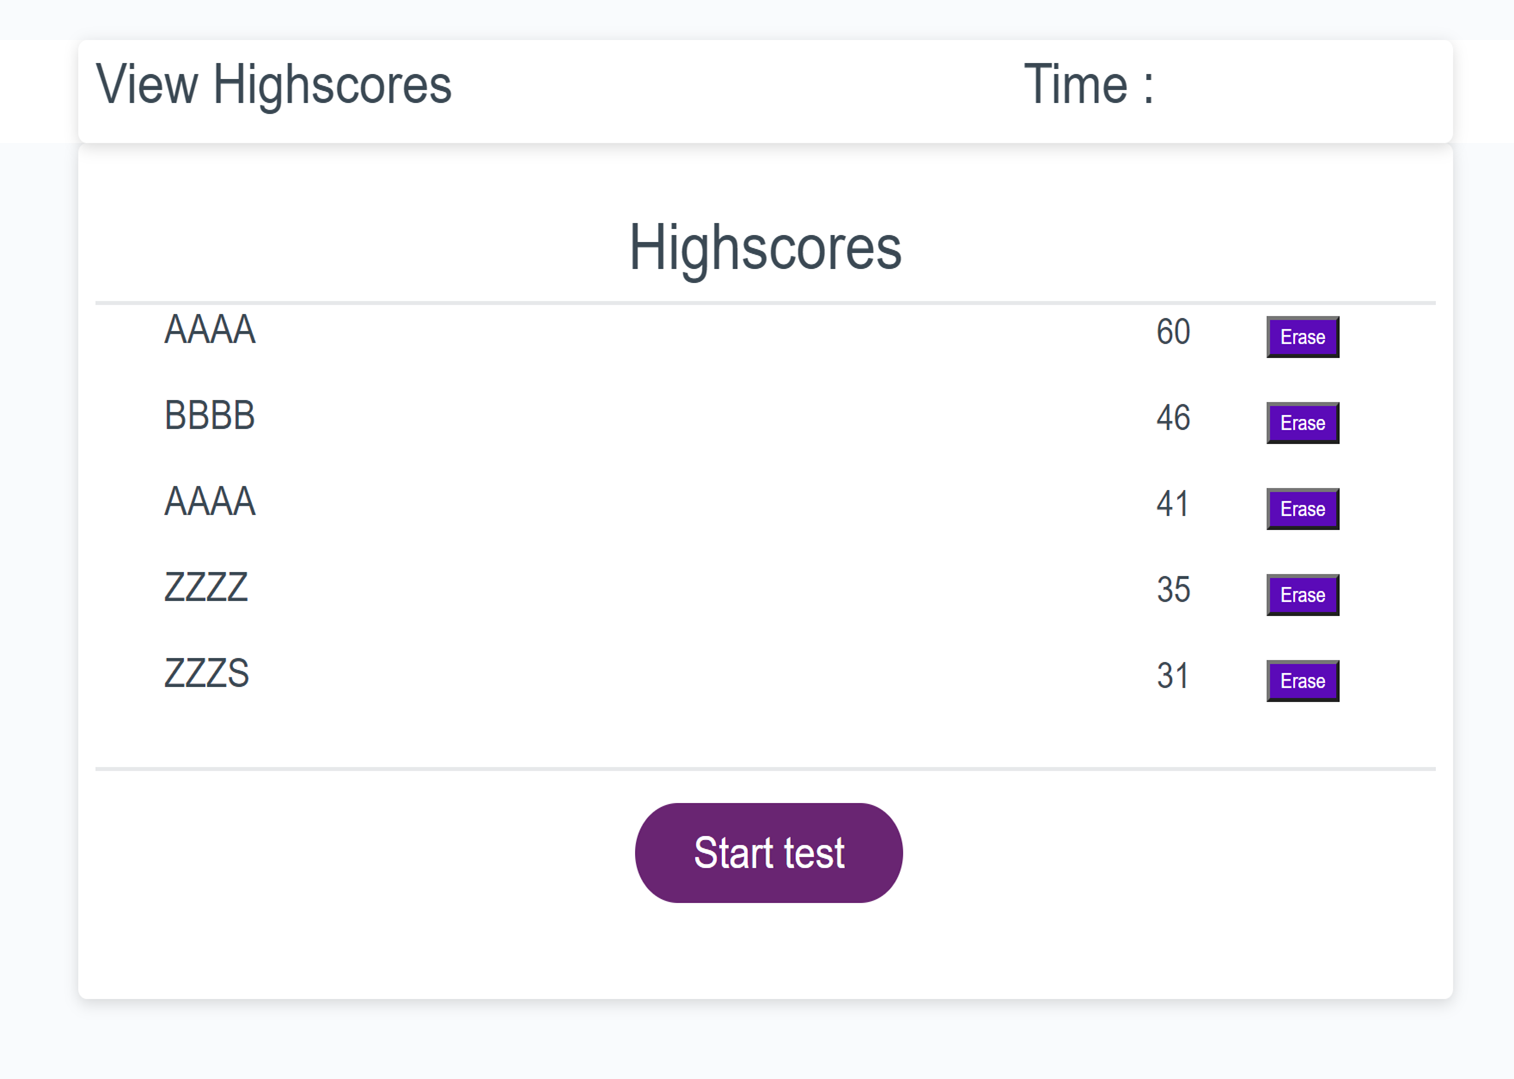 View Highscores Time :
Highscores
AAAA 60 Erase
BBBB 46 Erase
AAAA 41 Erase
ZZZZ 35 Erase
ZZZS 31 Erase
Start test